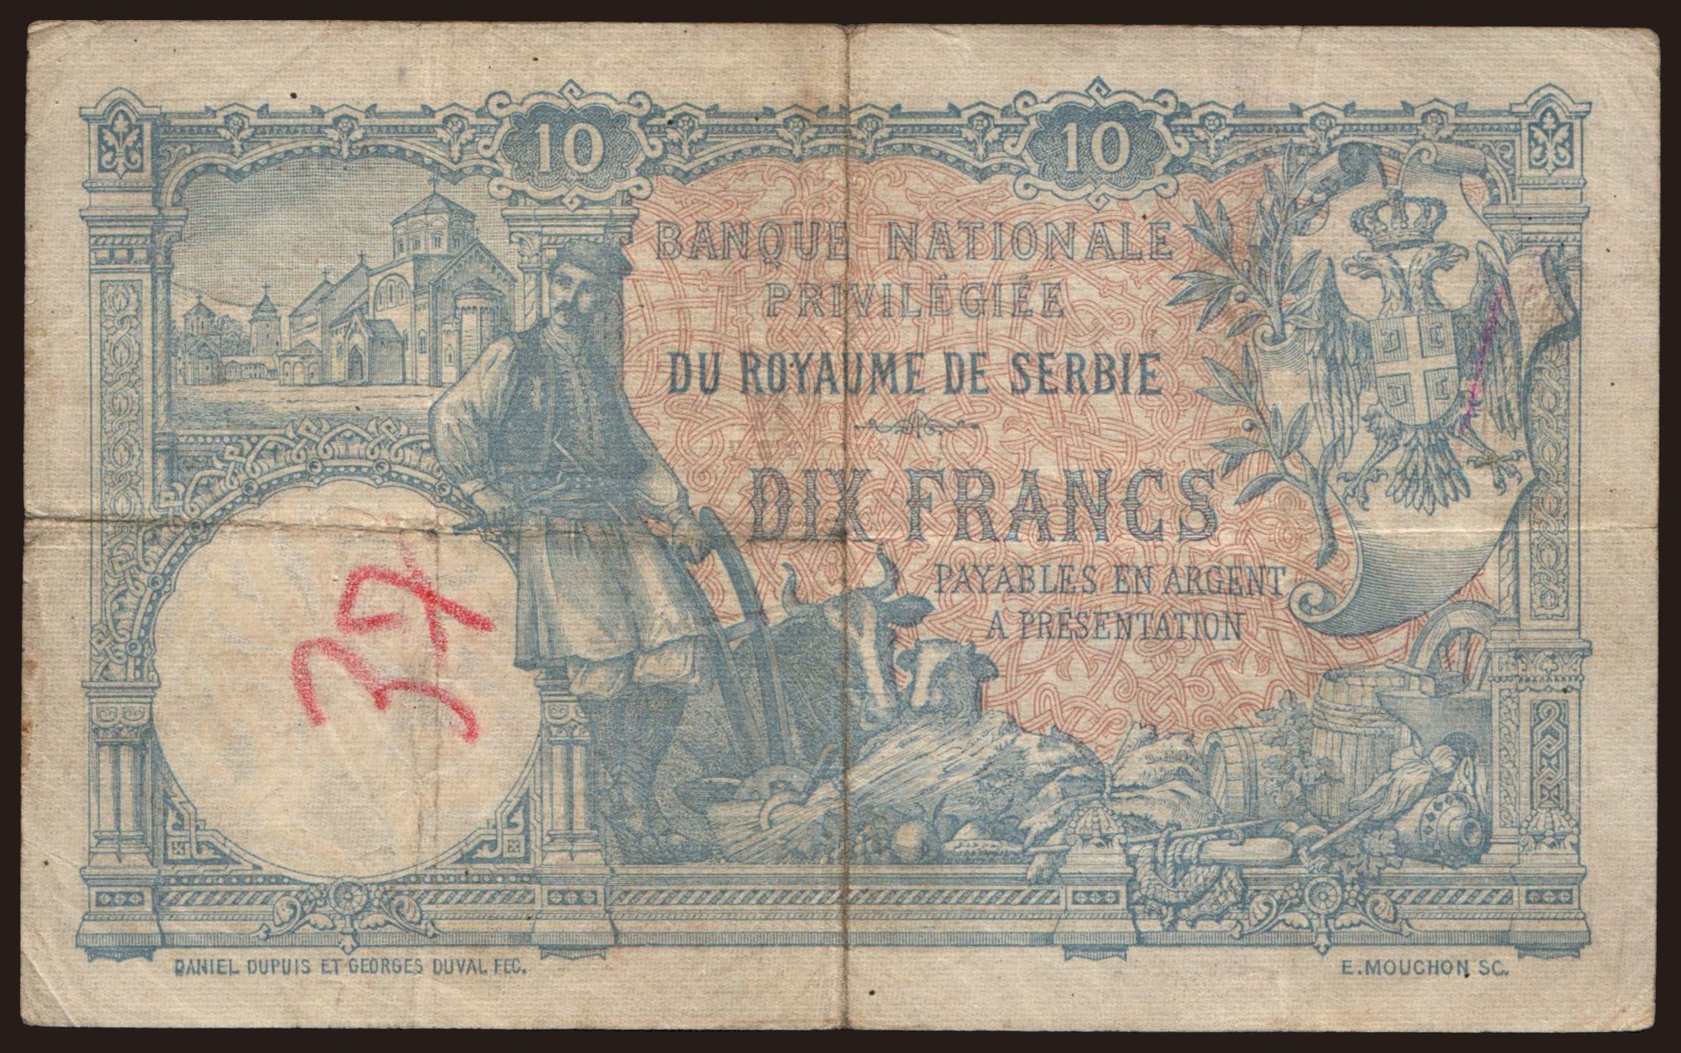 10
10
BANQUE NATIONALE
PRIVILÉGIÉE
DU ROYAUME DE SERBIE
DIX FRANCS
PAYABLES EN ARGENT
A PRÉSENTATION
37
DANIEL DUPUIS ET GEORGES DUVAL FEC.
E. MOUCHON SC.